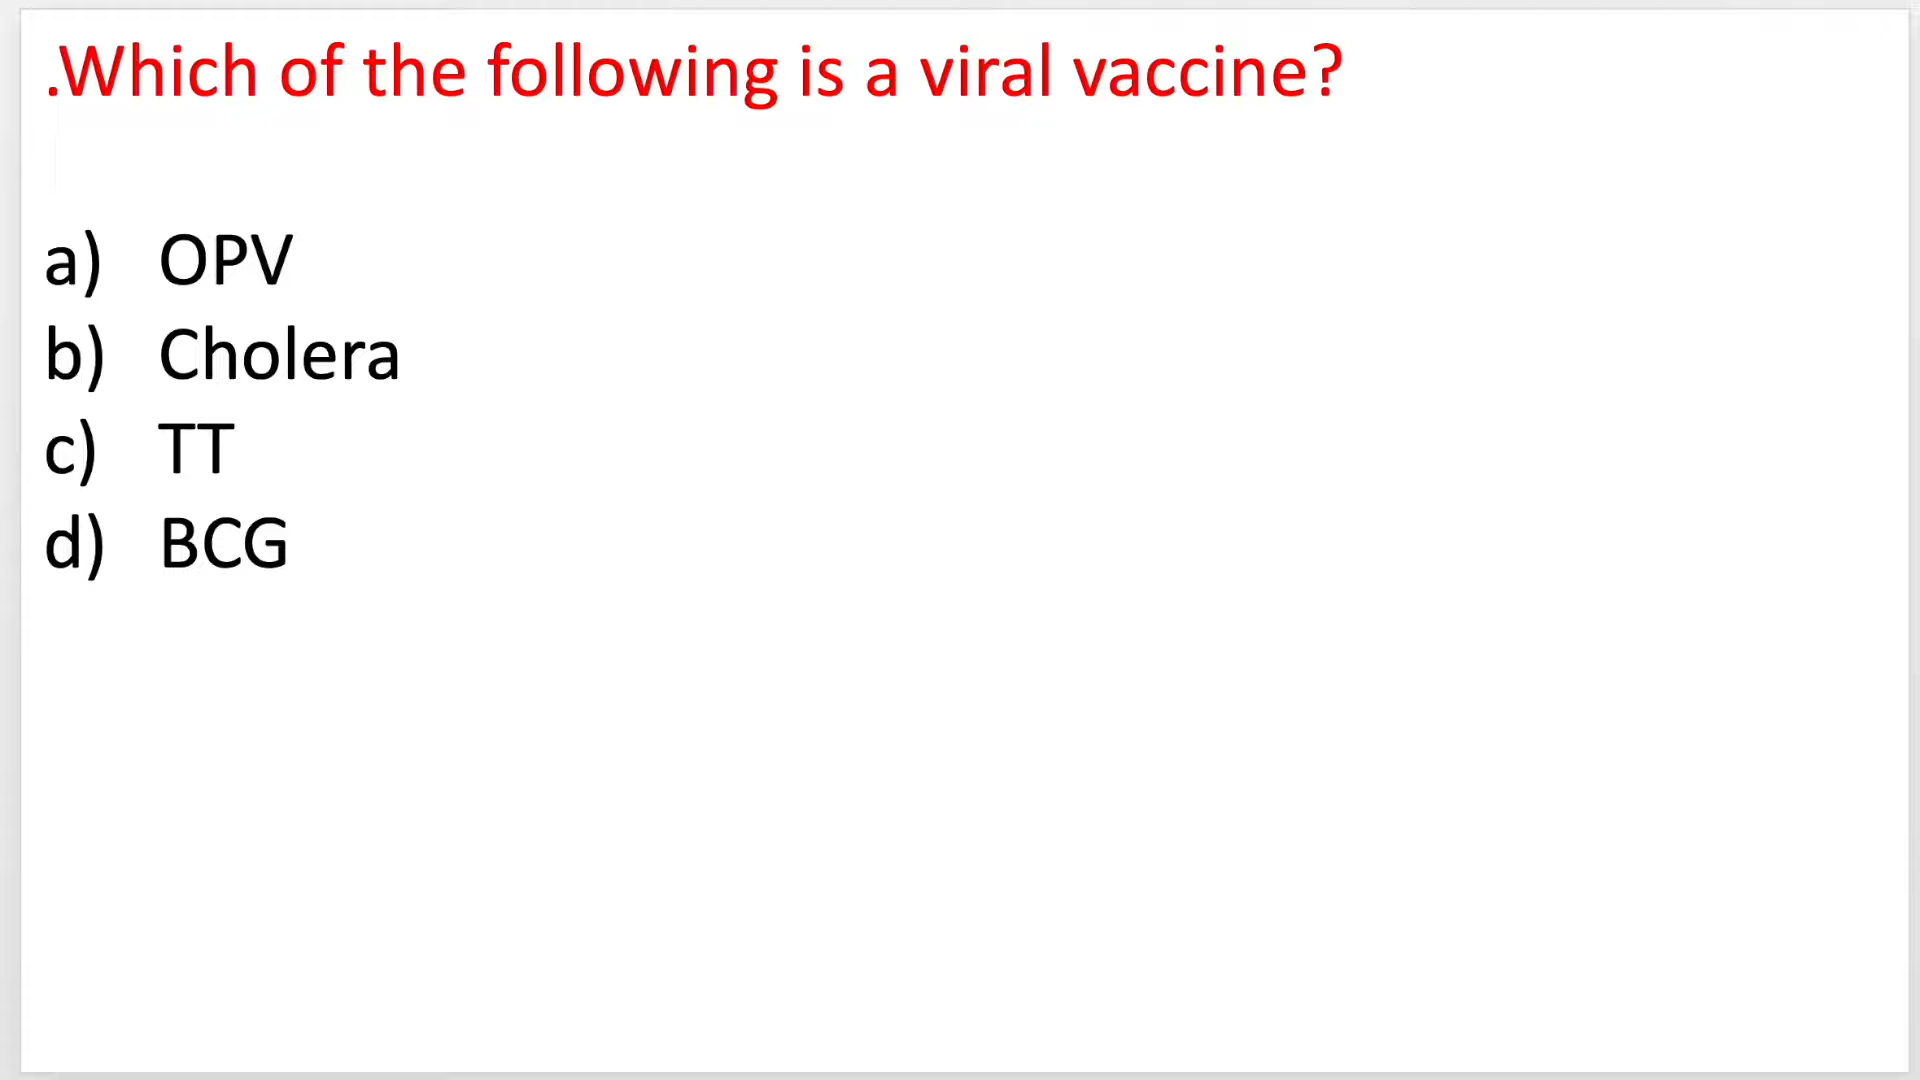 .Which of the following is a viral vaccine?
a) OPV
b) Cholera
c) TT
d) BCG